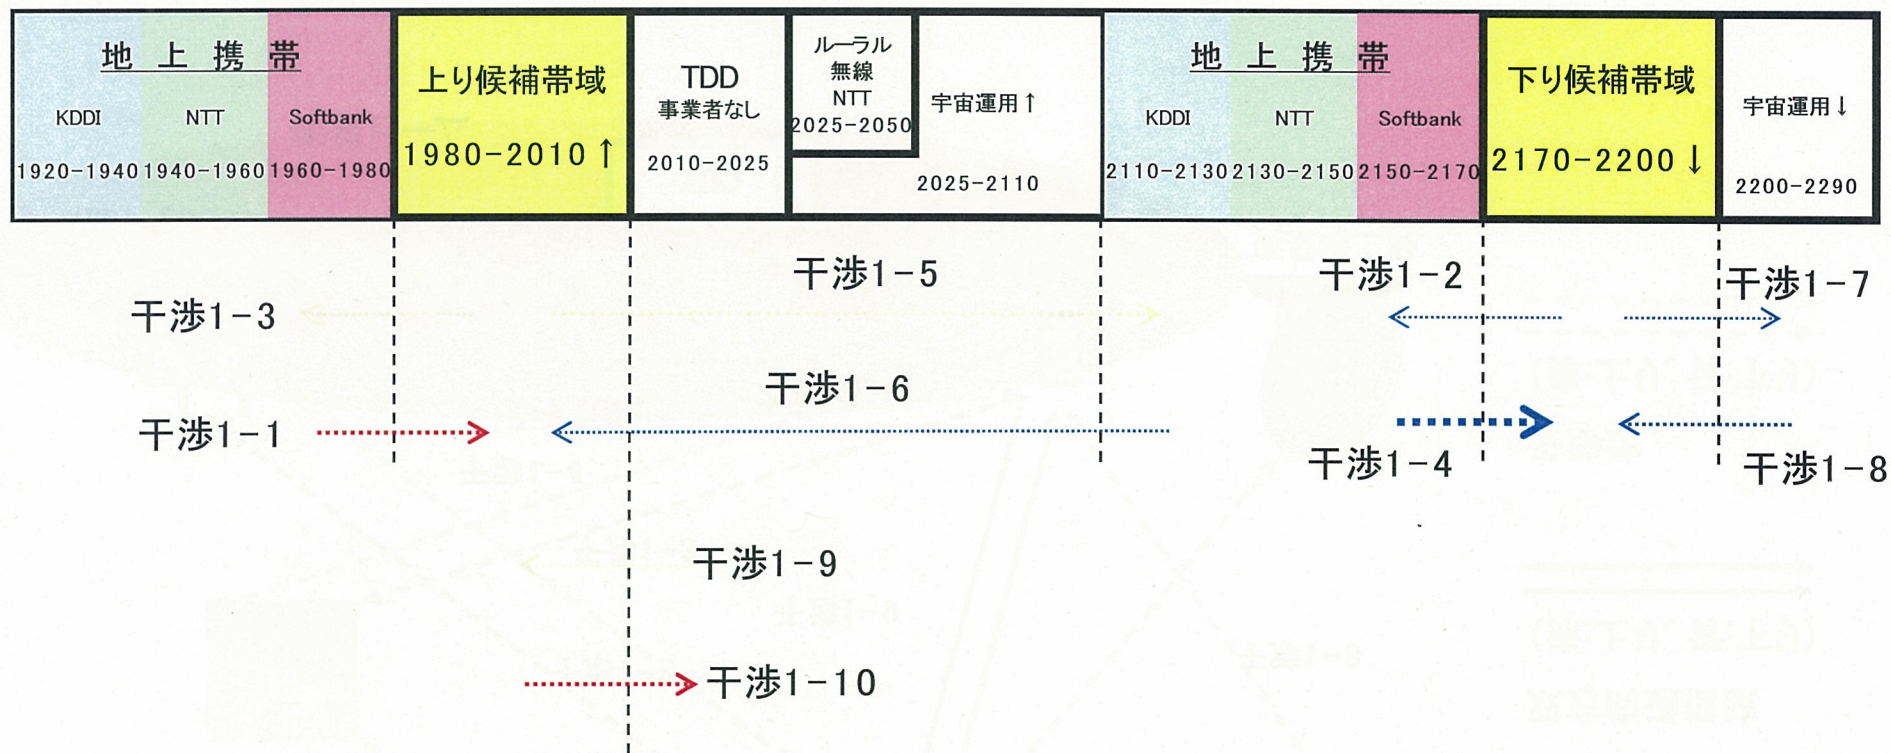 地上携帯
KDDI
NTT
Softbank
1920-1940
1940-1960
1960-1980
上り候補帯域
1980-2010↑
TDD
事業者なし
2010-2025
ルーラル
無線
NTT
2025-2050
宇宙運用↑
2025-2110
地上携帯
KDDI
NTT
Softbank
2110-2130
2130-2150
2150-2170
下り候補帯域
2170-2200↓
宇宙運用↓
2200-2290
干渉1-5
干渉1-2
干渉1-7
干渉1-3
干渉1-6
干渉1-1
干渉1-4
干渉1-8
干渉1-9
干渉1-10